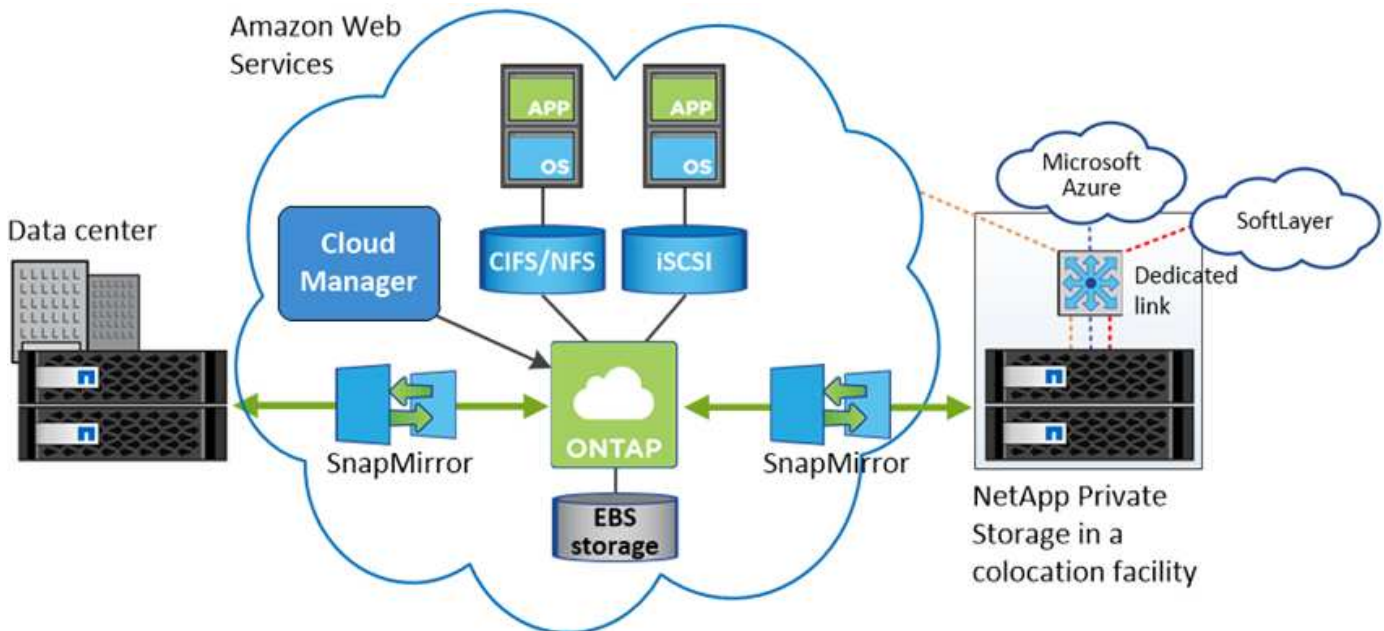 Amazon Web
Services
APP
OS
APP
OS
Microsoft
Azure
SoftLayer
Data center
Cloud
Manager
CIFS/NFS
iSCSI
Dedicated
link
ONTAP
SnapMirror
SnapMirror
EBS
storage
NetApp Private
Storage in a
colocation facility